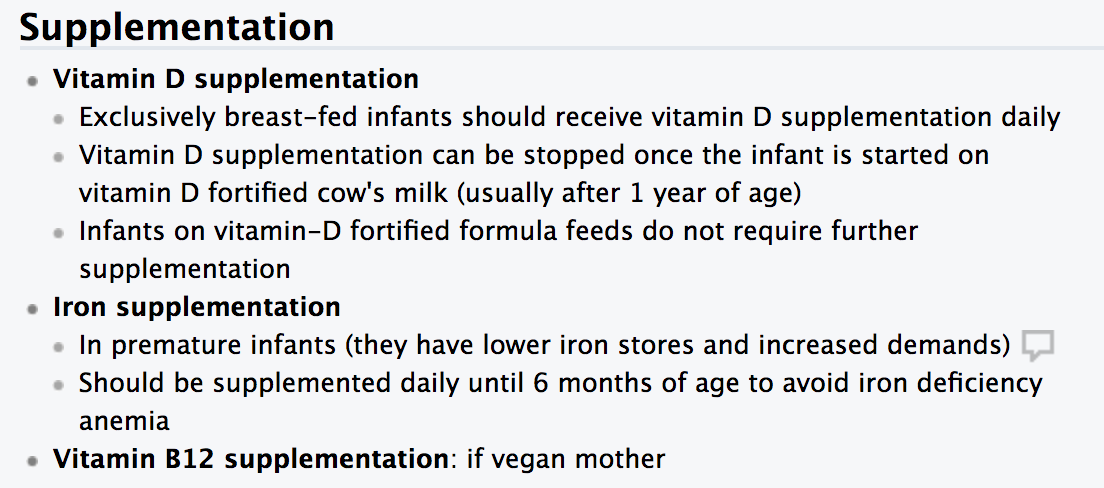 Supplementation
Vitamin D supplementation
Exclusively breast-fed infants should receive vitamin D supplementation daily
Vitamin D supplementation can be stopped once the infant is started on
vitamin D fortified cow's milk (usually after 1 year of age)
Infants on vitamin-D fortified formula feeds do not require further
supplementation
Iron supplementation
In premature infants (they have lower iron stores and increased demands)
Should be supplemented daily until 6 months of age to avoid iron deficiency
anemia
Vitamin B12 supplementation: if vegan mother